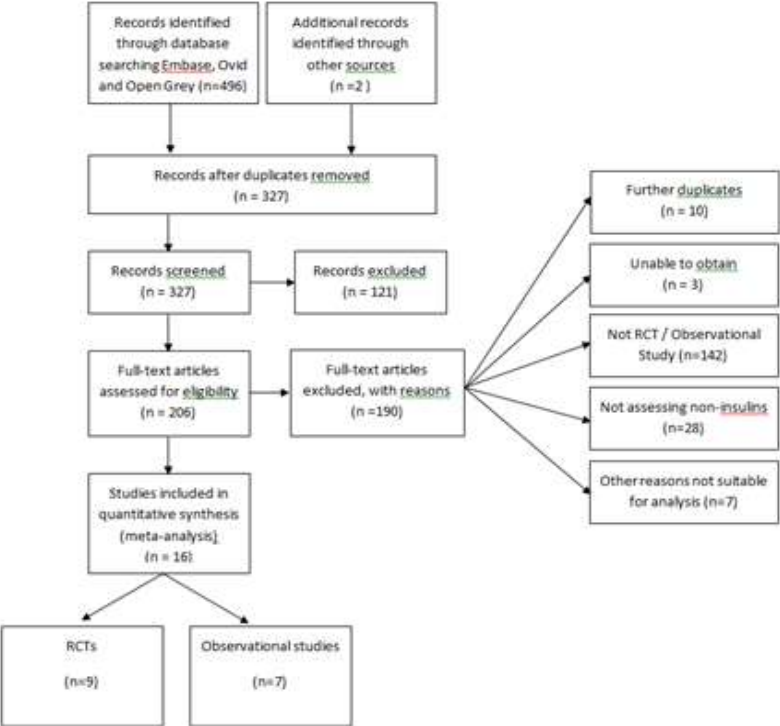 Records identified
through database
searching Embase, Ovid
and Open Grey (n=496)
Additional records
identified through
other sources
(n =2 )
Records after duplicates removed
(n = 327)
Records screened
(n = 327)
Records excluded
(n = 121)
Full-text articles
assessed for eligibility
(n = 206)
Full-text articles
excluded, with reasons
(n =190)
Further duplicates
(n = 10)
Unable to obtain
(n = 3)
Not RCT / Observational
Study (n=142)
Not assessing non-insulins
(n=28)
Other reasons not suitable
for analysis (n=7)
Studies included in
quantitative synthesis
(meta-analysis)
(n = 16)
RCTs
(n=9)
Observational studies
(n=7)